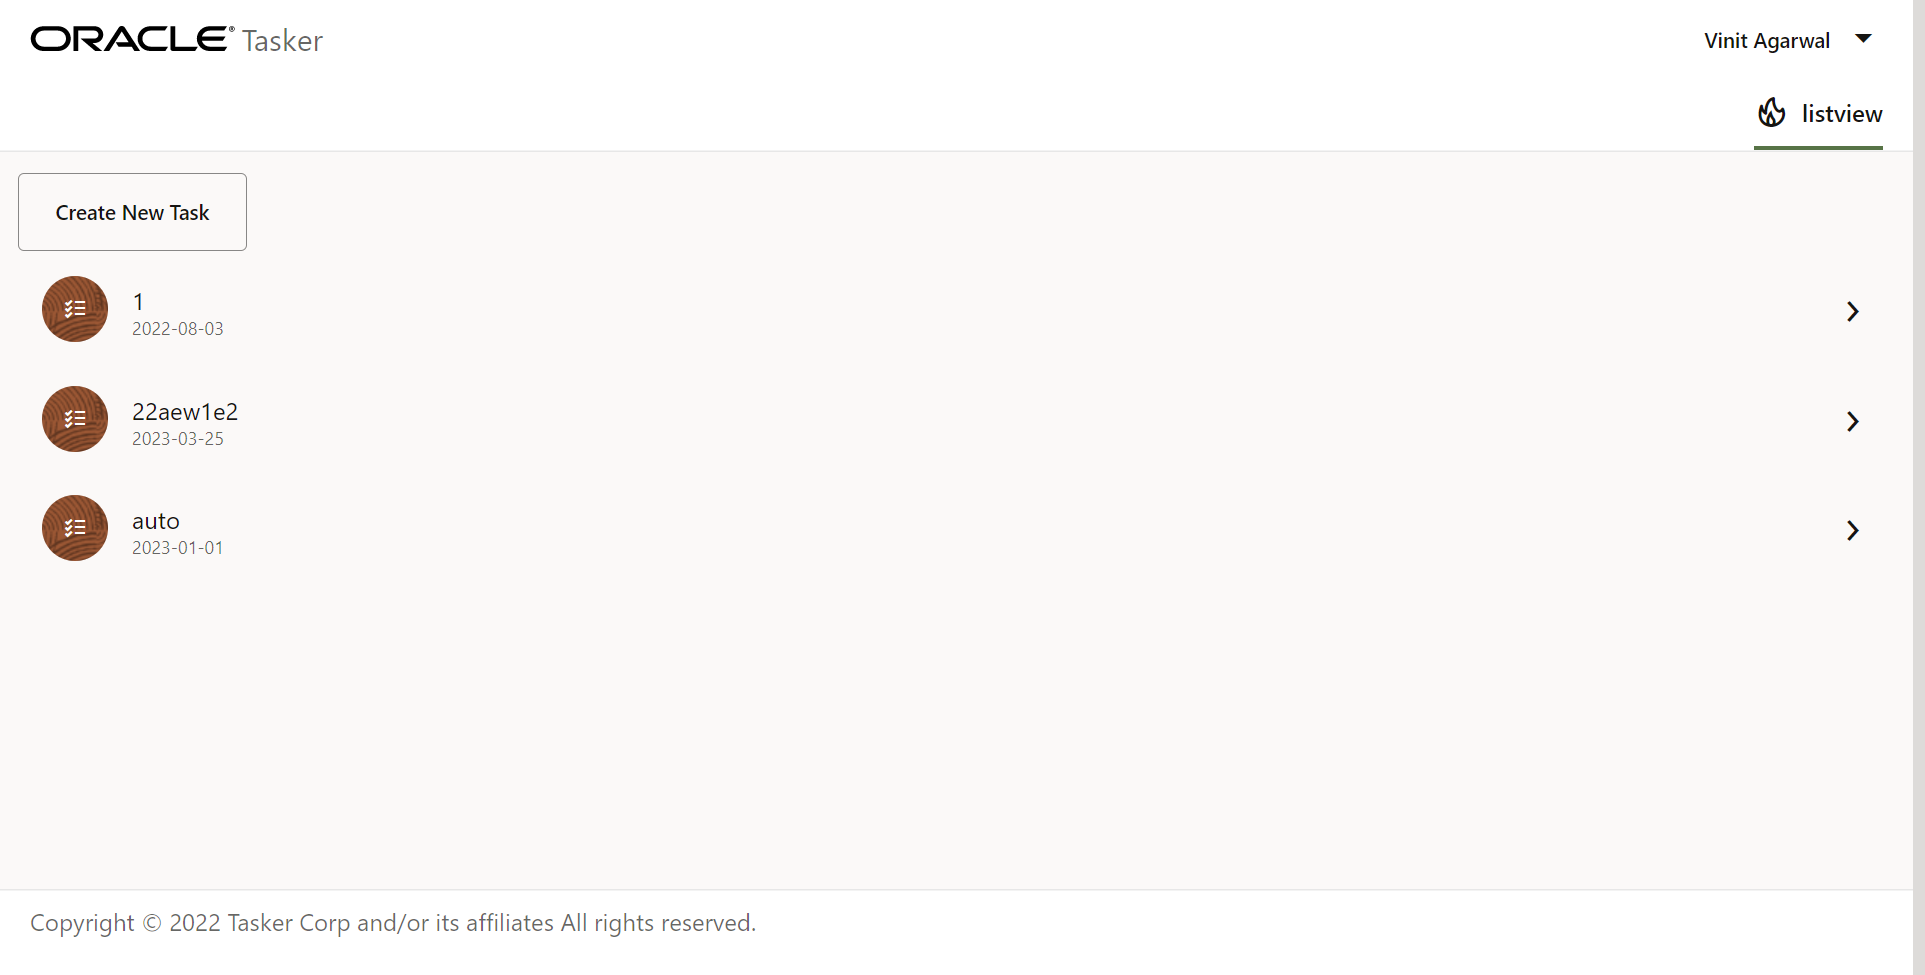 ORACLE® Tasker
Vinit Agarwal
listview
Create New Task
1
2022-08-03
22aew1e2
2023-03-25
auto
2023-01-01
Copyright © 2022 Tasker Corp and/or its affiliates All rights reserved.